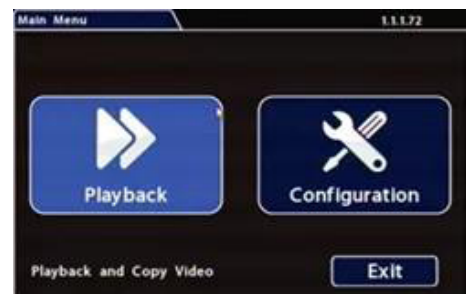 Main Menu 1.1.1.72
Playback Configuration
Playback and Copy Video Exit